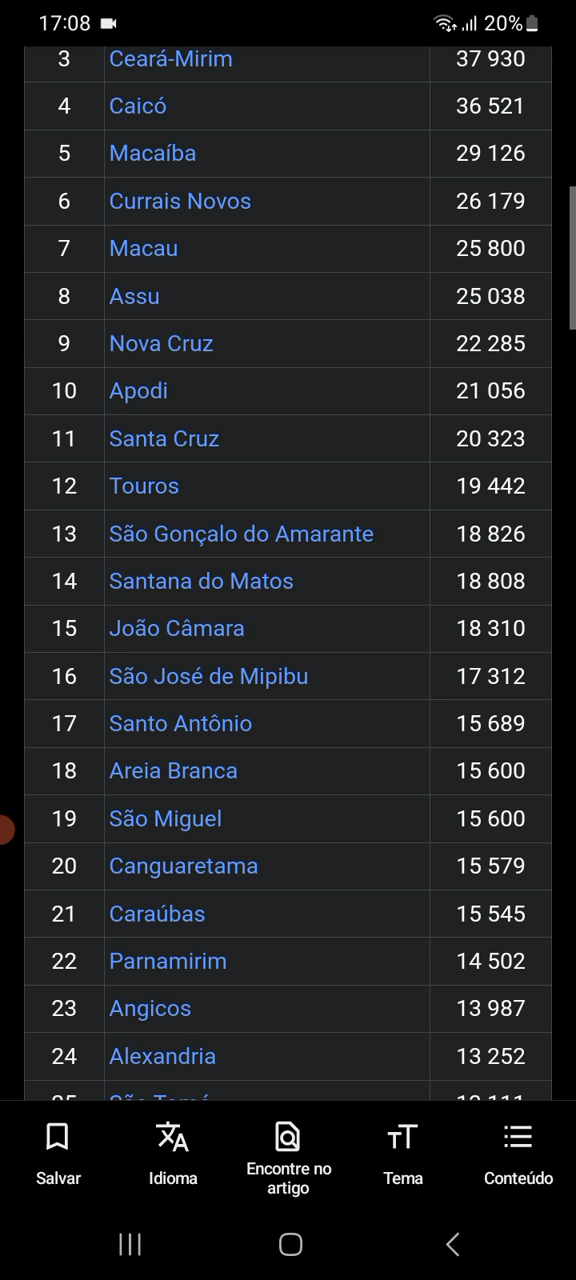 17:08 20%
3 Ceará-Mirim 37 930
4 Caicó 36 521
5 Macaíba 29 126
6 Currais Novos 26 179
7 Macau 25 800
8 Assu 25 038
9 Nova Cruz 22 285
10 Apodi 21 056
11 Santa Cruz 20 323
12 Touros 19 442
13 São Gonçalo do Amarante 18 826
14 Santana do Matos 18 808
15 João Câmara 18 310
16 São José de Mipibu 17 312
17 Santo Antônio 15 689
18 Areia Branca 15 600
19 São Miguel 15 600
20 Canguaretama 15 579
21 Caraúbas 15 545
22 Parnamirim 14 502
23 Angicos 13 987
24 Alexandria 13 252
Salvar Idioma Encontre no artigo Tema Conteúdo